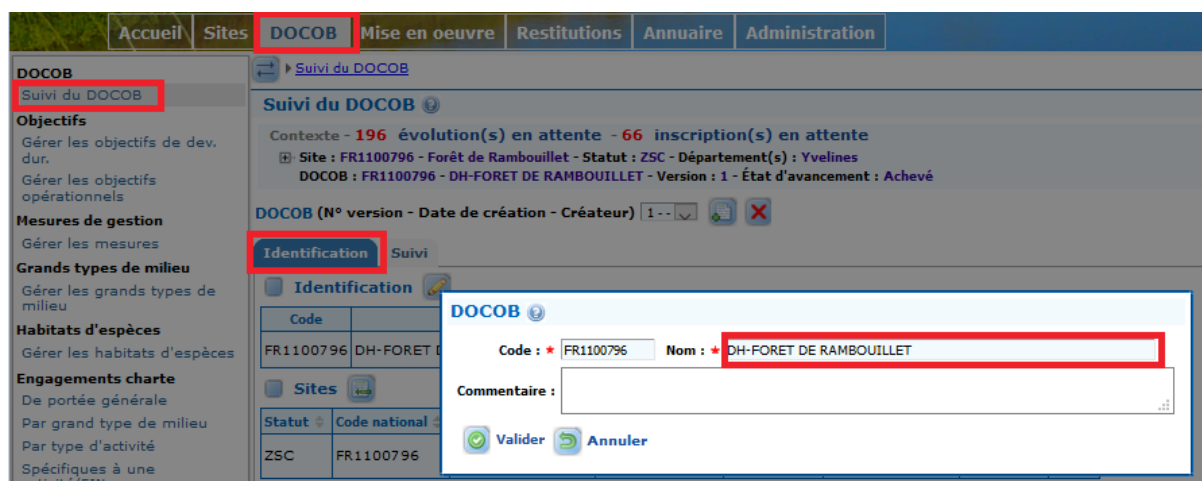 Accueil Sites DOCOB Mise en oeuvre Restitutions Annuaire Administration
DOCOB
Suivi du DOCOB
Objectifs
Gérer les objectifs de dev.
dur.
Gérer les objectifs
opérationnels
Mesures de gestion
Gérer les mesures
Grands types de milieu
Gérer les grands types de
milieu
Habitats d'espèces
Gérer les habitats d'espèces
Engagements charte
De portée générale
Par grand type de milieu
Par type d'activité
Spécifiques à une
Suivi du DOCOB
Suivi du DOCOB
Contexte - 196 évolution(s) en attente - 66 inscription(s) en attente
Site : FR1100796 - Forêt de Rambouillet - Statut : ZSC - Département(s) : Yvelines
DOCOB : FR1100796 - DH-FORET DE RAMBOUILLET - Version : 1 - État d'avancement : Achevé
DOCOB (N° version - Date de création - Créateur) 1 - -
Identification Suivi
Identification
Code
FR1100796 DH-FORET
Sites
Statut Code national
ZSC FR1100796
DOCOB
Code : * FR1100796 Nom : * DH-FORET DE RAMBOUILLET
Commentaire :
Valider Annuler